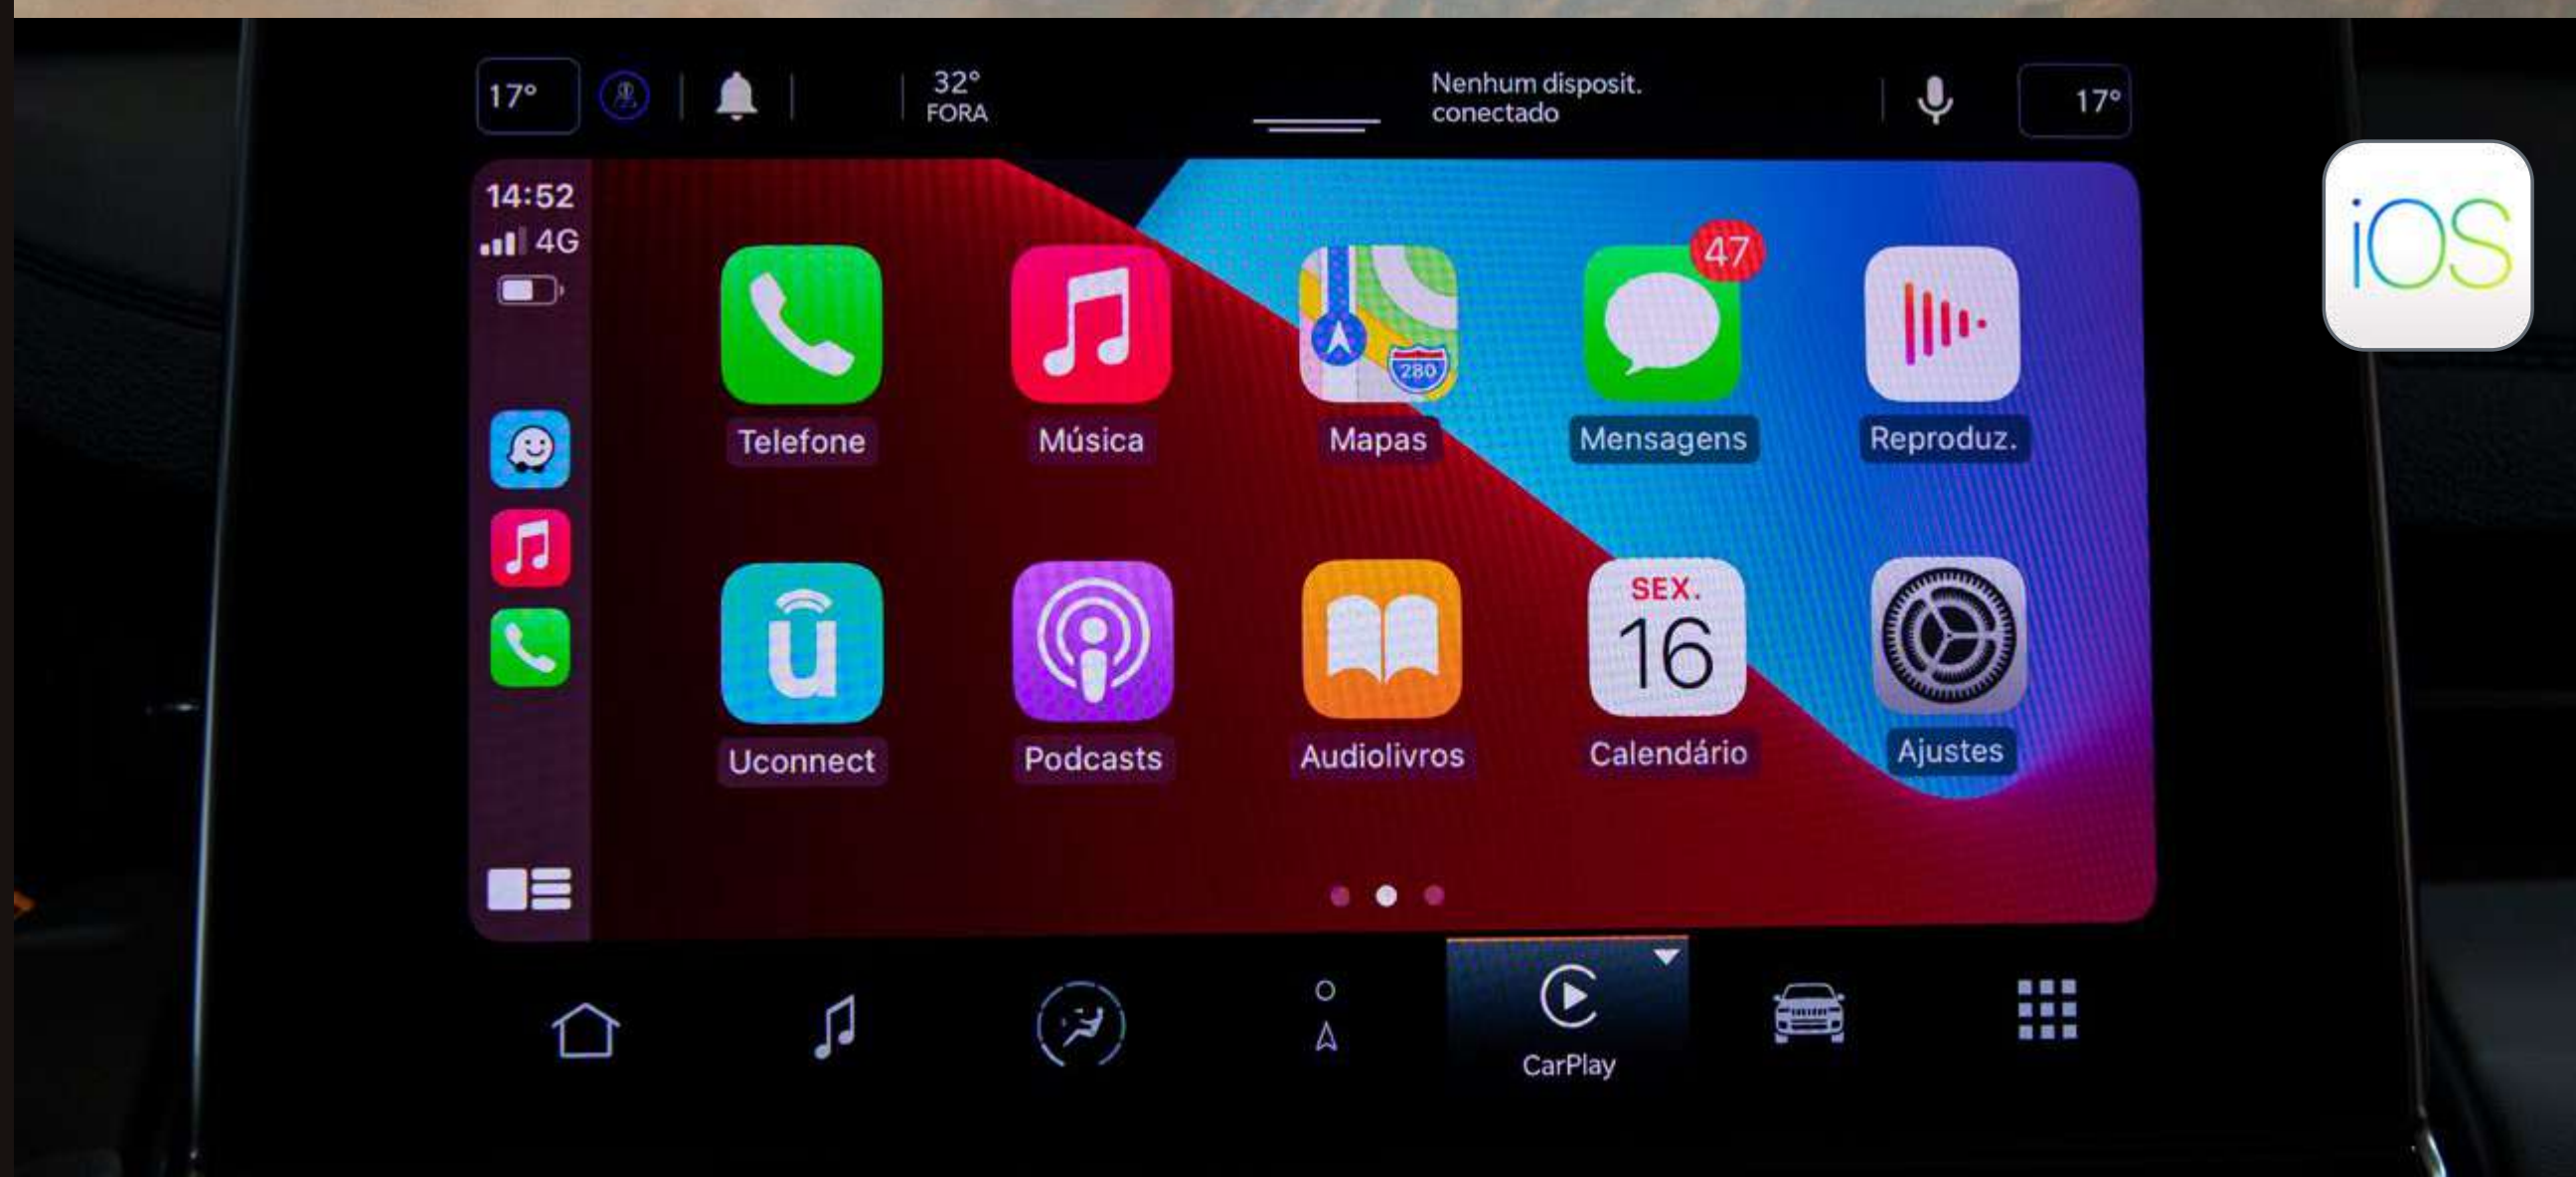 17°
32°
FORA
Nenhum disposit.
conectado
17°
14:52
4G
iOS
47
280
Telefone
Música
Mapas
Mensagens
Reproduz.
SEX.
16
u
Uconnect
Podcasts
Audiolivros
Calendário
Ajustes
CarPlay